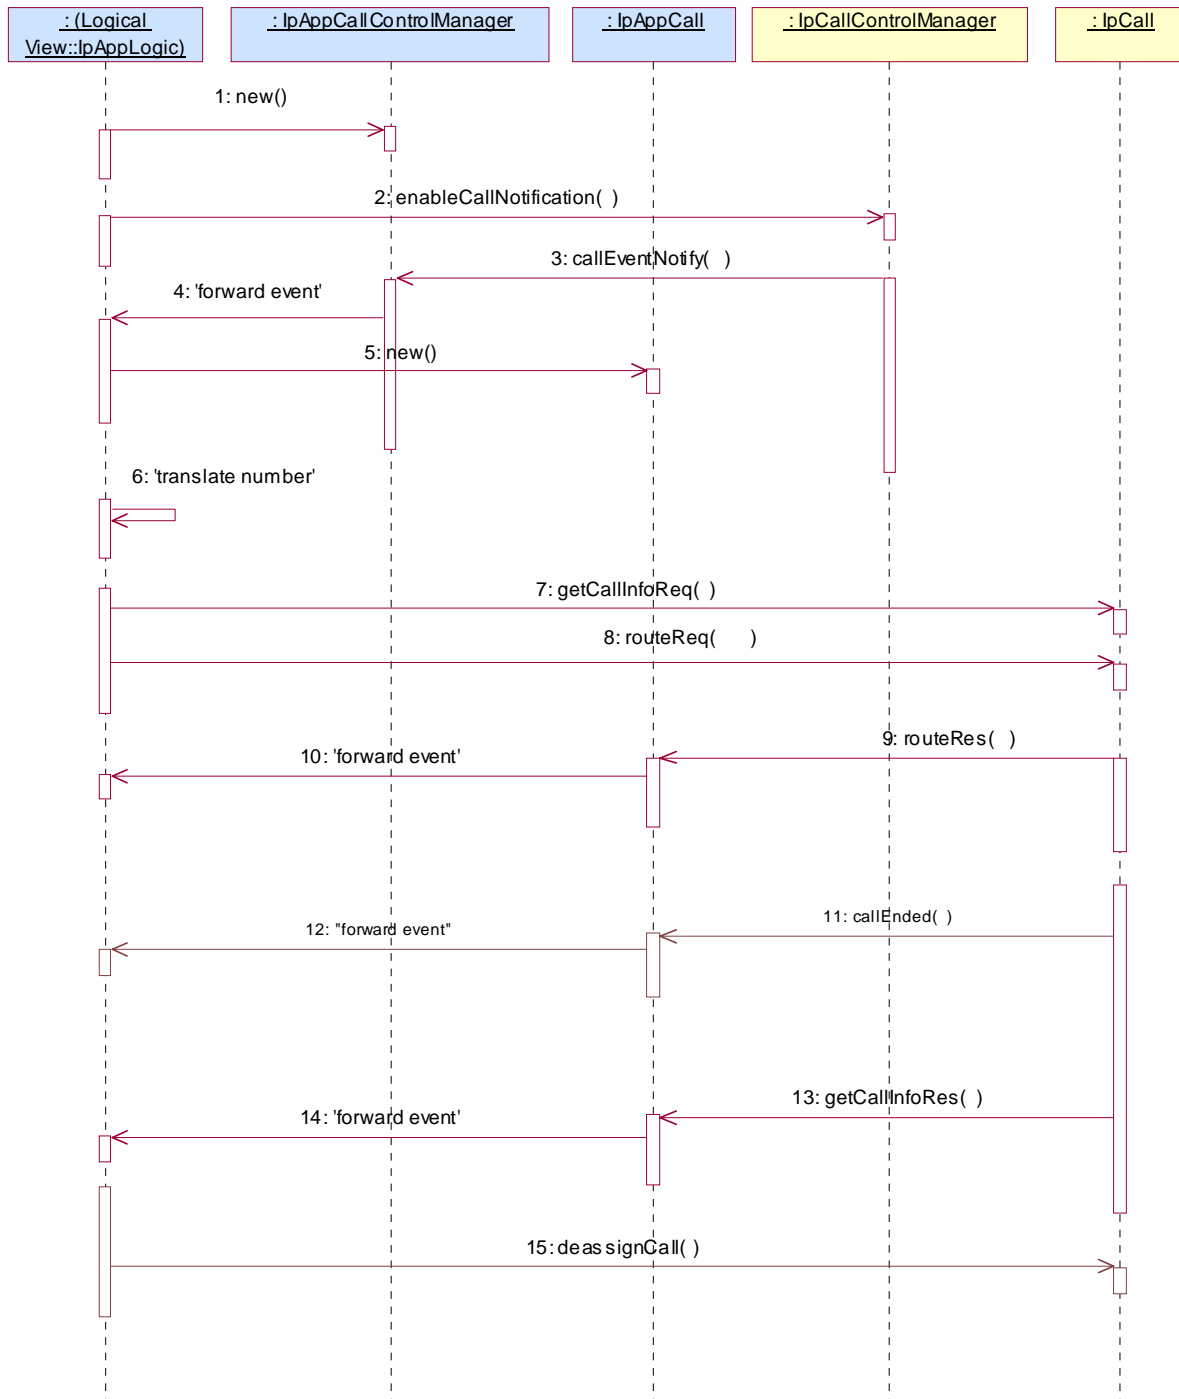 : (Logical
View::IpAppLogic)
: IpAppCallControlManager
: IpAppCall
: IpCallControlManager
: IpCall
1: new()
2: enableCallNotification( )
3: callEventNotify( )
4: 'forward event'
5: new()
6: 'translate number'
7: getCallInfoReq( )
8: routeReq( )
9: routeRes( )
10: 'forward event'
11: callEnded( )
12: "forward event"
13: getCallInfoRes( )
14: 'forward event'
15: deassignCall( )